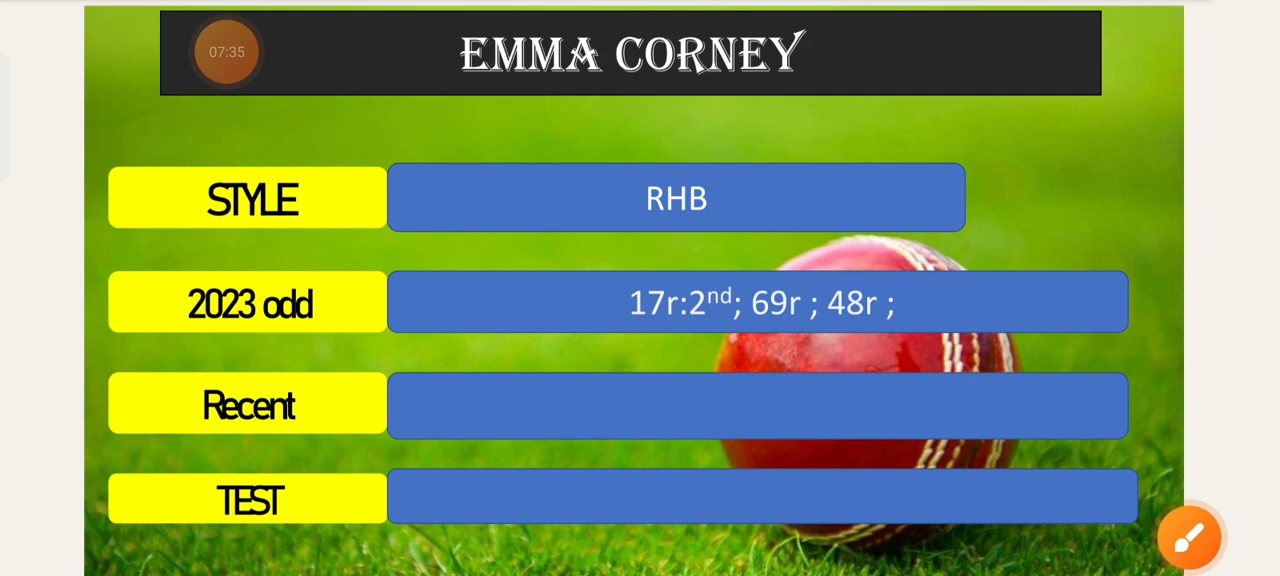 07:35
EMMA CORNEY
STYLE
RHB
2023 odd
17r:2nd; 69r ; 48r ;
Recent
TEST